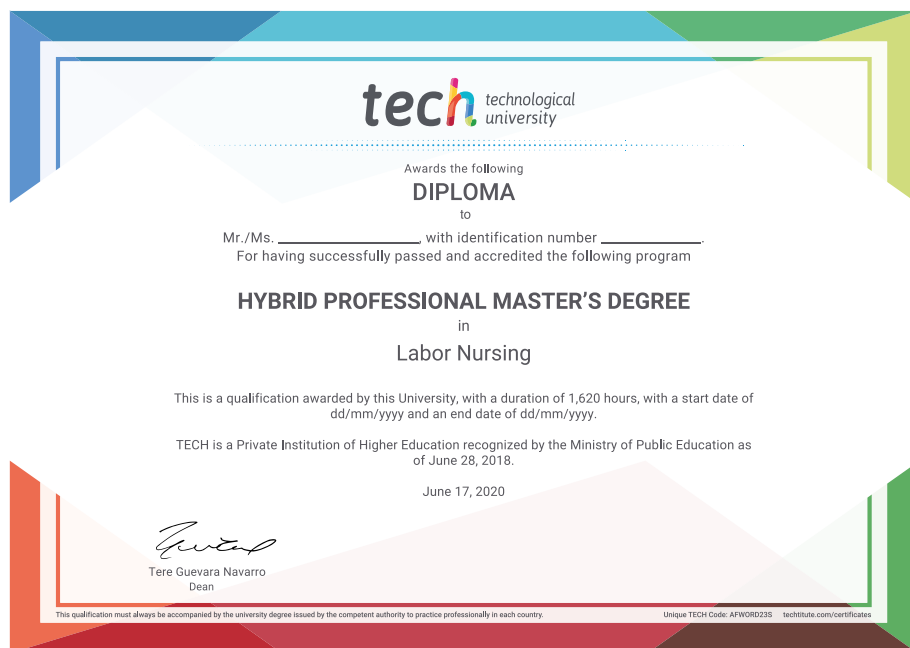 tech technological
university
Awards the following
DIPLOMA
to
Mr./Ms. ____________________, with identification number ______________.
For having successfully passed and accredited the following program
HYBRID PROFESSIONAL MASTER'S DEGREE
in
Labor Nursing
This is a qualification awarded by this University, with a duration of 1,620 hours, with a start date of
dd/mm/yyyy and an end date of dd/mm/yyyy.
TECH is a Private Institution of Higher Education recognized by the Ministry of Public Education as
of June 28, 2018.
June 17, 2020
Tere Guevara Navarro
Dean
This qualification must always be accompanied by the university degree issued by the competent authority to practice professionally in each country. Unique TECH Code: AFWORD23S techtitute.com/certificates